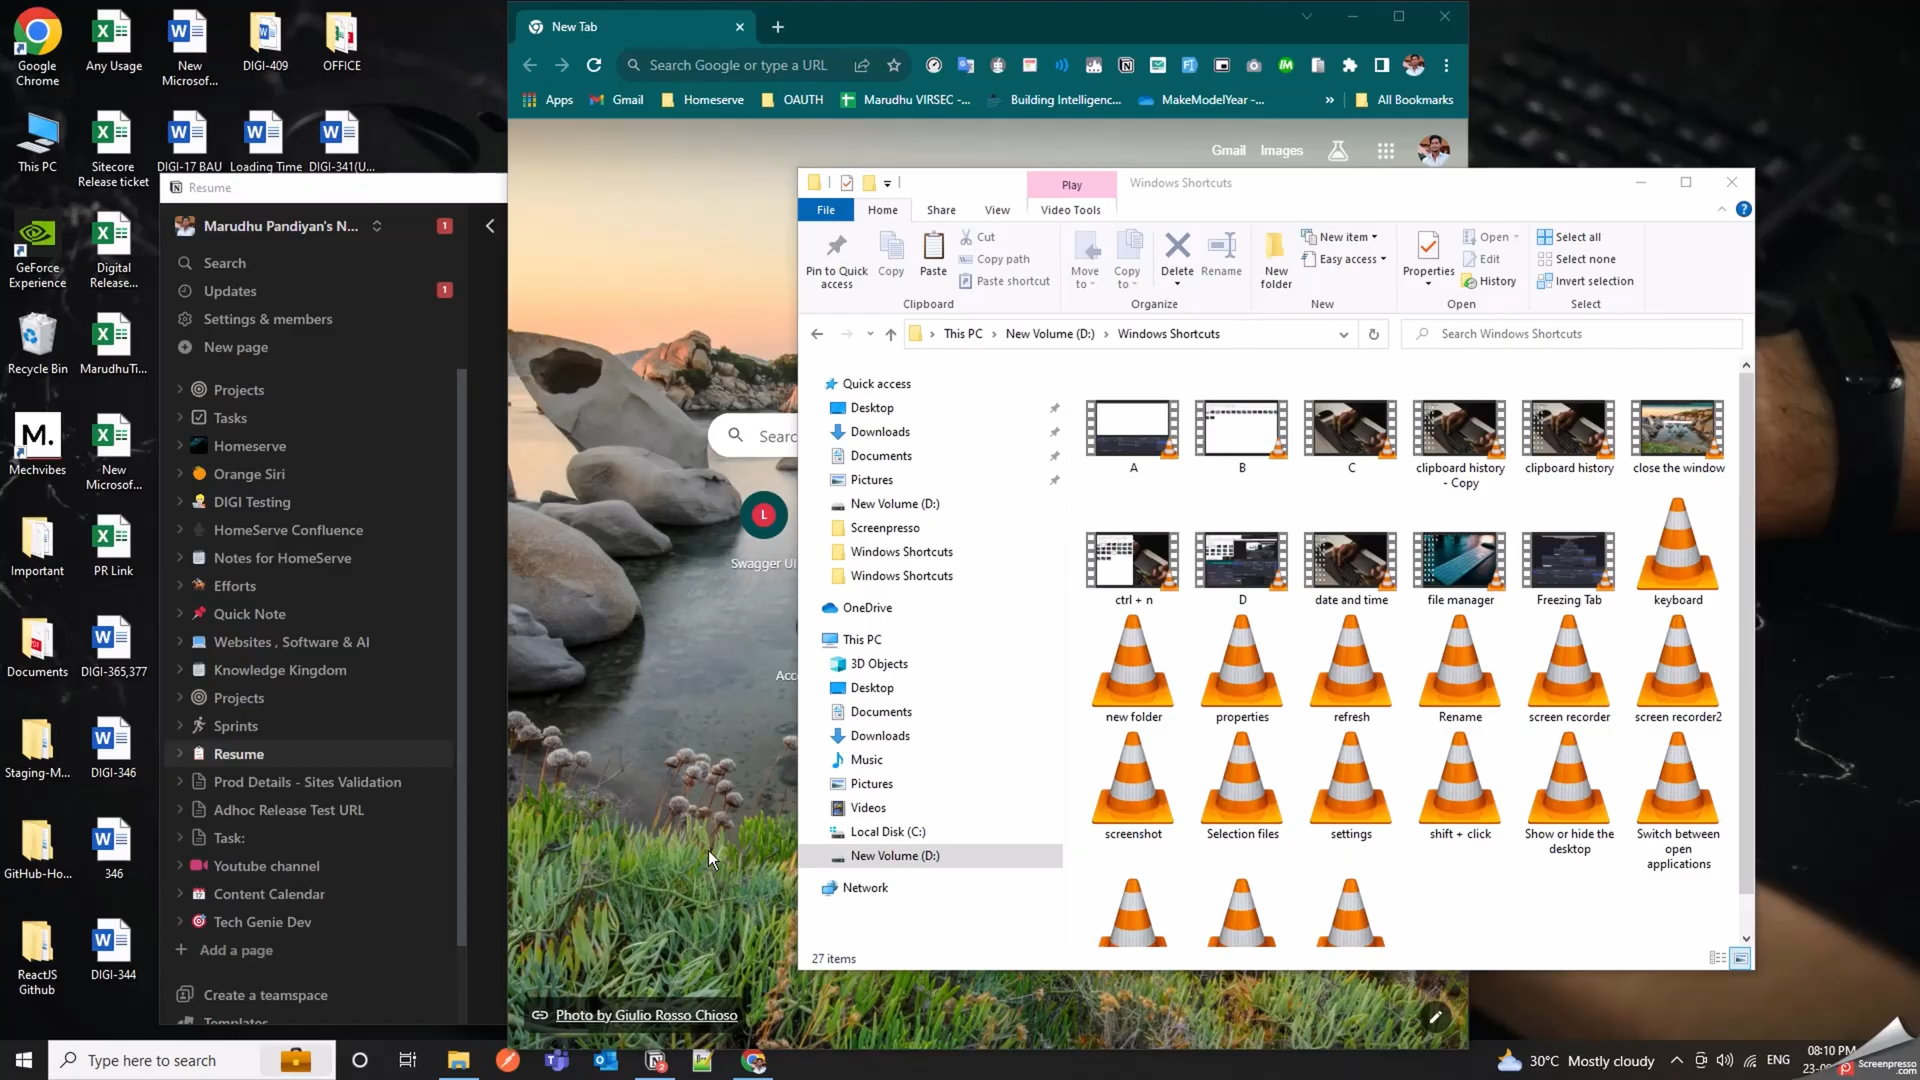 Google Chrome
Any Usage
New Microsof...
DIGI-409
OFFICE
This PC
Sitecore Release ticket
DIGI-17 BAU
Loading Time
DIGI-341(U...
GeForce Experience
Digital Release...
Recycle Bin
MarudhuTi...
M.
Mechvibes
New Microsof...
Important
PR Link
Documents
DIGI-365,377
Staging-M...
DIGI-346
GitHub-Ho...
346
ReactJS Github
DIGI-344
Resume
Marudhu Pandiyan's N...
1
Search
Updates
1
Settings & members
New page
Projects
Tasks
Homeserve
Orange Siri
DIGI Testing
HomeServe Confluence
Notes for HomeServe
Efforts
Quick Note
Websites , Software & AI
Knowledge Kingdom
Projects
Sprints
Resume
Prod Details - Sites Validation
Adhoc Release Test URL
Task:
Youtube channel
Content Calendar
Tech Genie Dev
Add a page
Create a teamspace
Templates
New Tab
Search Google or type a URL
Apps
Gmail
Homeserve
OAUTH
Marudhu VIRSEC -...
Building Intelligenc...
MakeModelYear -...
»
All Bookmarks
Gmail Images
Searc
L
Swagger UI
Acc
Photo by Giulio Rosso Chioso
Play
Windows Shortcuts
File
Home
Share
View
Video Tools
Pin to Quick access
Copy
Paste
Cut
Copy path
Paste shortcut
Clipboard
Move to
Copy to
Delete
Rename
Organize
New folder
New item
Easy access
New
Properties
Open
Edit
History
Open
Select all
Select none
Invert selection
Select
This PC
New Volume (D:)
Windows Shortcuts
Search Windows Shortcuts
Quick access
Desktop
Downloads
Documents
Pictures
New Volume (D:)
Screenpresso
Windows Shortcuts
Windows Shortcuts
OneDrive
This PC
3D Objects
Desktop
Documents
Downloads
Music
Pictures
Videos
Local Disk (C:)
New Volume (D:)
Network
A
B
C
clipboard history - Copy
clipboard history
close the window
ctrl + n
D
date and time
file manager
Freezing Tab
keyboard
new folder
properties
refresh
Rename
screen recorder
screen recorder2
screenshot
Selection files
settings
shift + click
Show or hide the desktop
Switch between open applications
27 items
Type here to search
30°C Mostly cloudy
ENG
08:10 PM
Screenpresso
.com